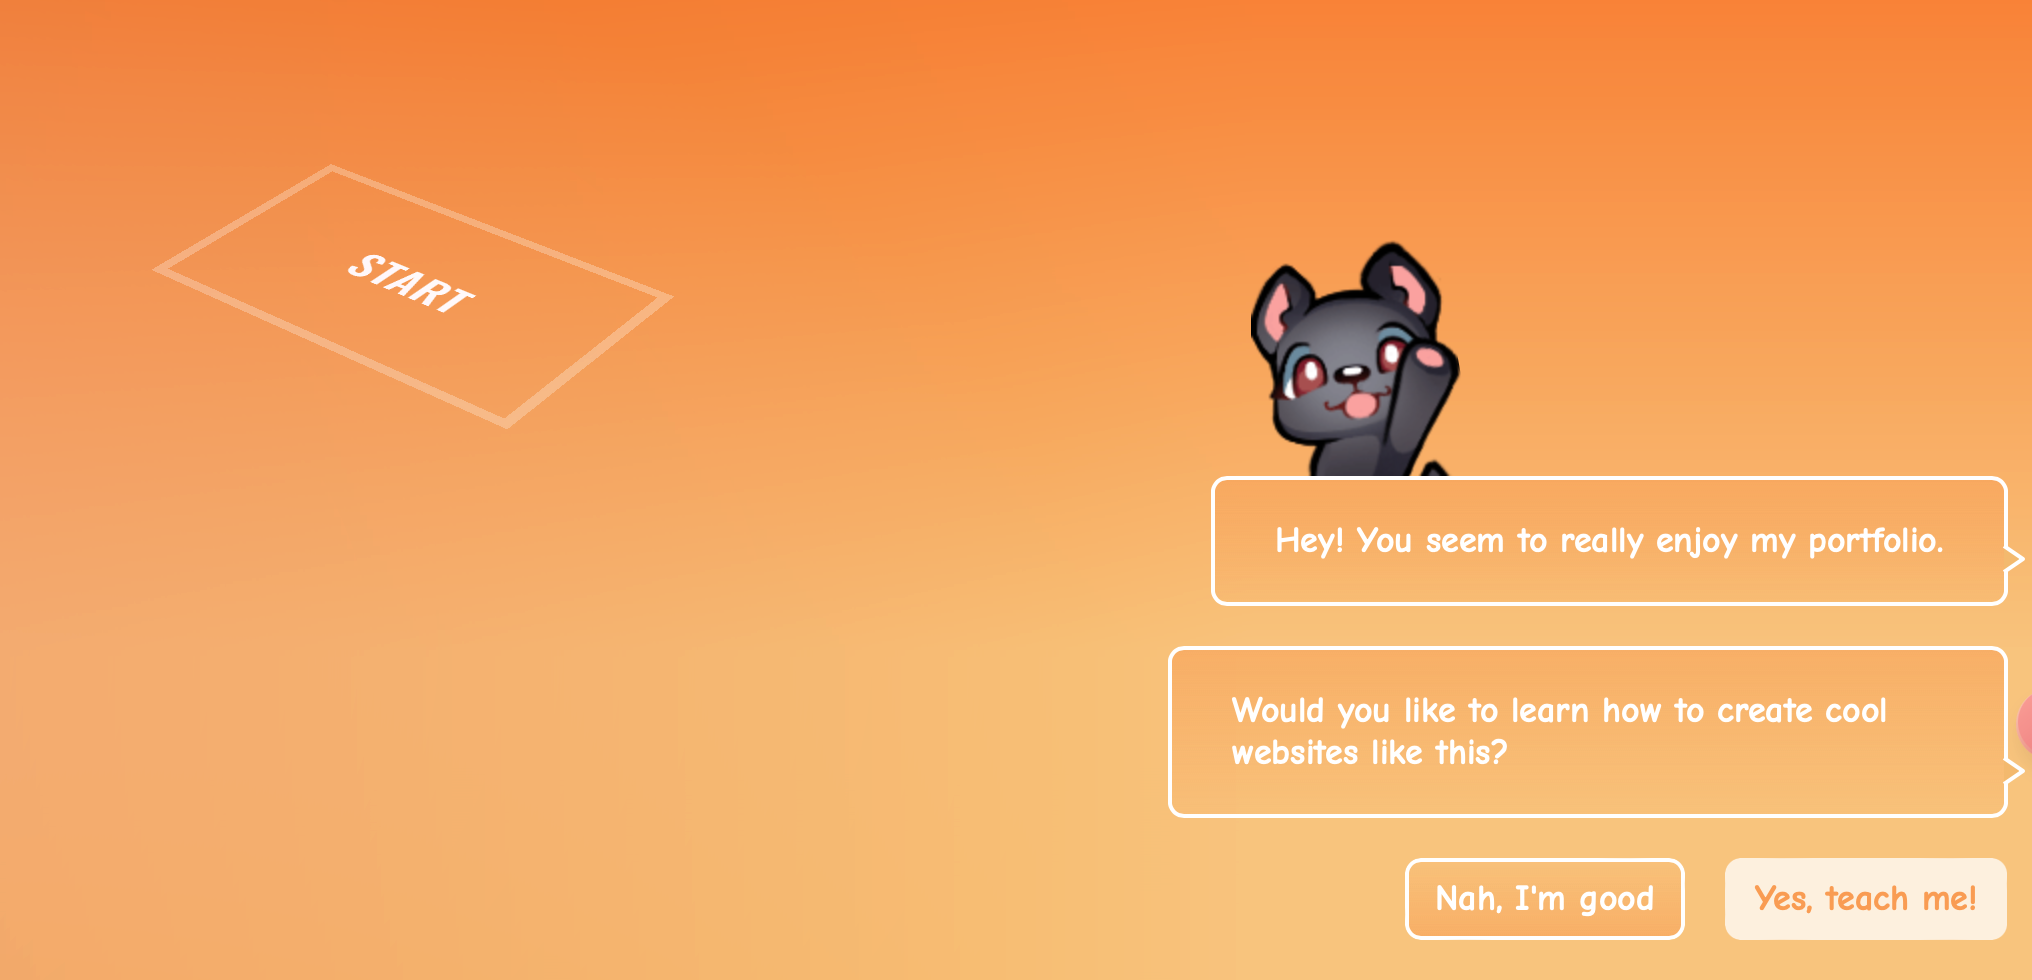 START
Hey! You seem to really enjoy my portfolio.
Would you like to learn how to create cool
websites like this?
Nah, I'm good
Yes, teach me!